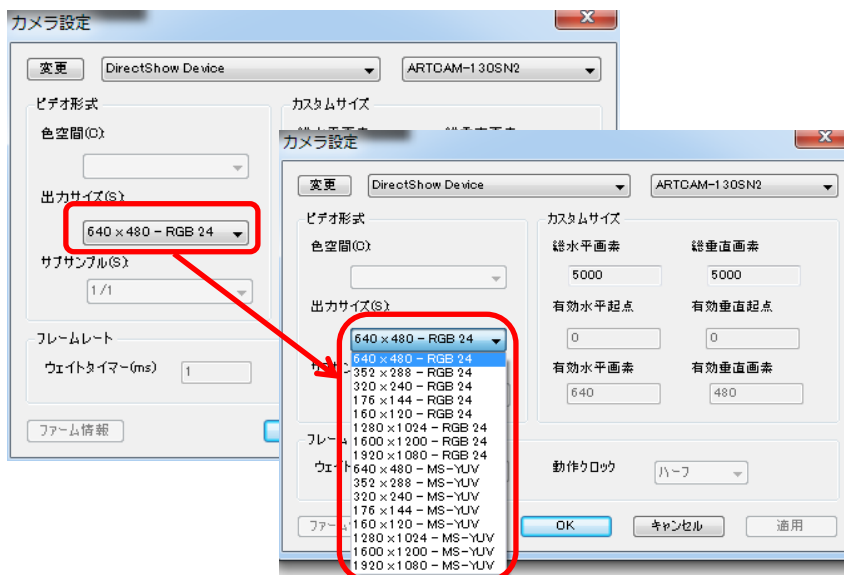 カメラ設定
変更 DirectShow Device ARTCAM-130SN2
ビデオ形式
カスタムサイズ
色空間(C):
出力サイズ(S):
640 × 480 - RGB 24
サブサンプル(S):
1/1
フレームレート
ウェイトタイマー(ms) 1
ファーム情報
カメラ設定
変更 DirectShow Device ARTCAM-130SN2
ビデオ形式
色空間(C):
出力サイズ(S):
640 × 480 - RGB 24
640 × 480 - RGB 24
352 × 288 - RGB 24
320 × 240 - RGB 24
176 × 144 - RGB 24
160 × 120 - RGB 24
1280 × 1024 - RGB 24
1600 × 1200 - RGB 24
1920 × 1080 - RGB 24
640 × 480 - MS-YUV
352 × 288 - MS-YUV
320 × 240 - MS-YUV
176 × 144 - MS-YUV
160 × 120 - MS-YUV
1280 × 1024 - MS-YUV
1600 × 1200 - MS-YUV
1920 × 1080 - MS-YUV
カスタムサイズ
総水平画素 総垂直画素
5000 5000
有効水平起点 有効垂直起点
0 0
有効水平画素 有効垂直画素
640 480
動作クロック ハーフ
OK キャンセル 適用